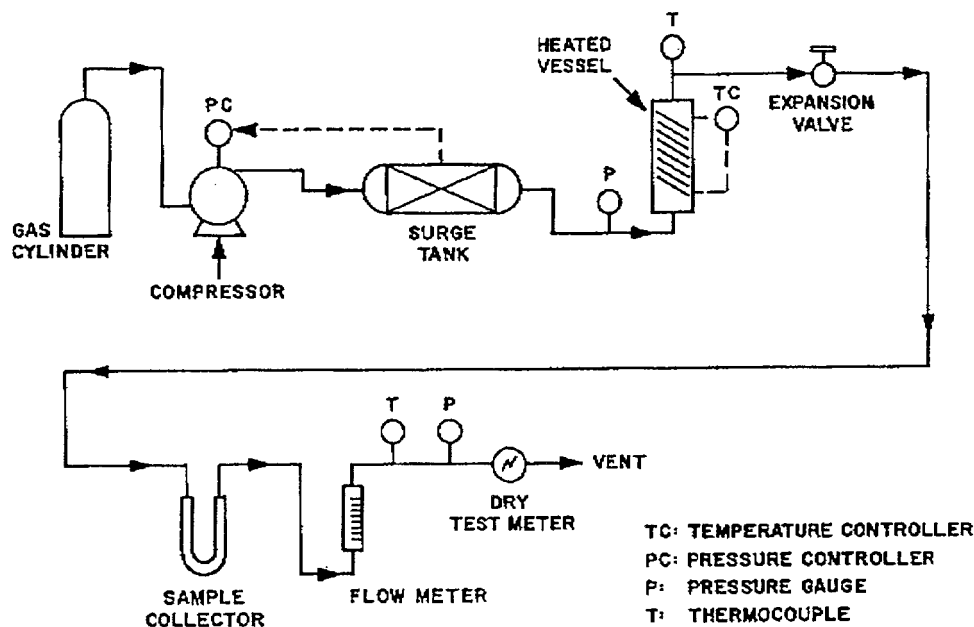 T
HEATED
VESSEL
TC
EXPANSION
VALVE
PC
P
GAS
CYLINDER
SURGE
TANK
COMPRESSOR
T
P
VENT
DRY
TEST METER
SAMPLE
COLLECTOR
FLOW METER
TC: TEMPERATURE CONTROLLER
PC: PRESSURE CONTROLLER
P: PRESSURE GAUGE
T: THERMOCOUPLE